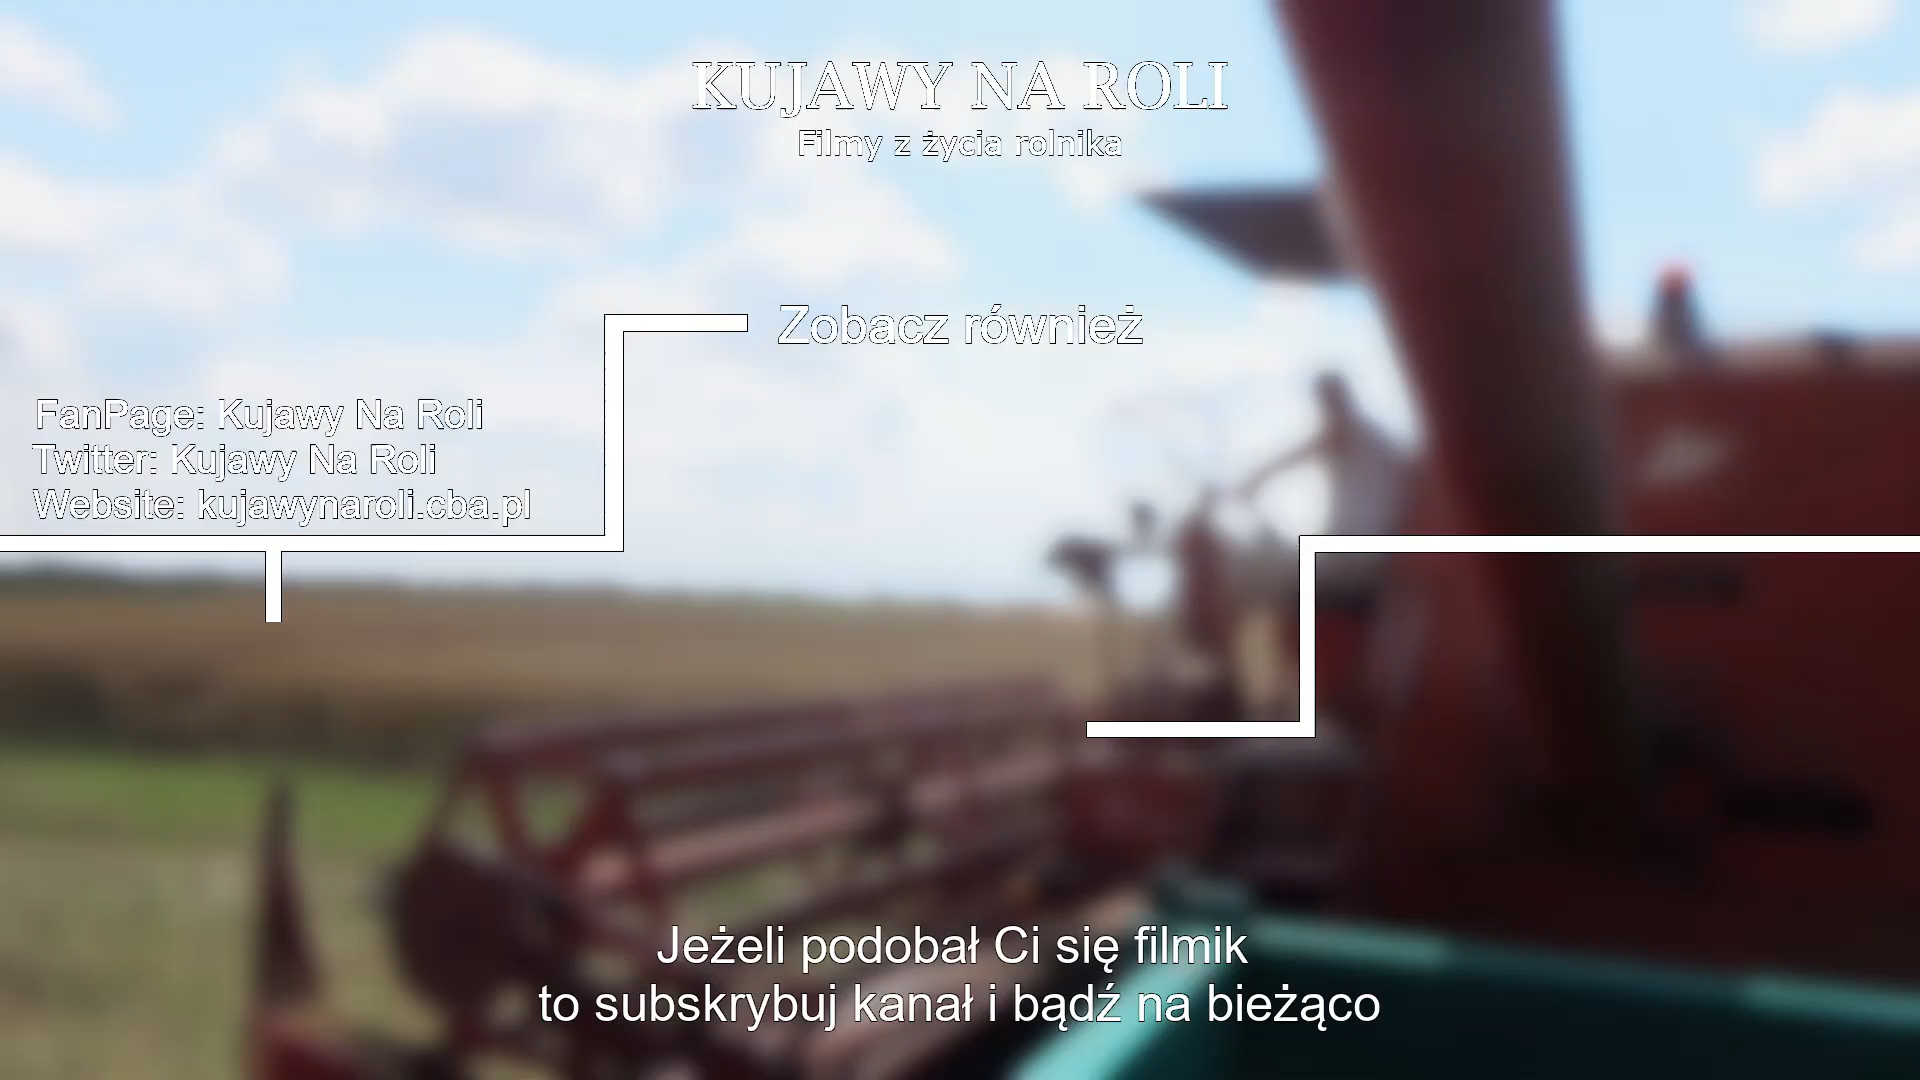 KUJAWY NA ROLI
Filmy z życia rolnika
Zobacz również
FanPage: Kujawy Na Roli
Twitter: Kujawy Na Roli
Website: kujawynaroli.cba.pl
Jeżeli podobał Ci się filmik
to subskrybuj kanał i bądź na bieżąco